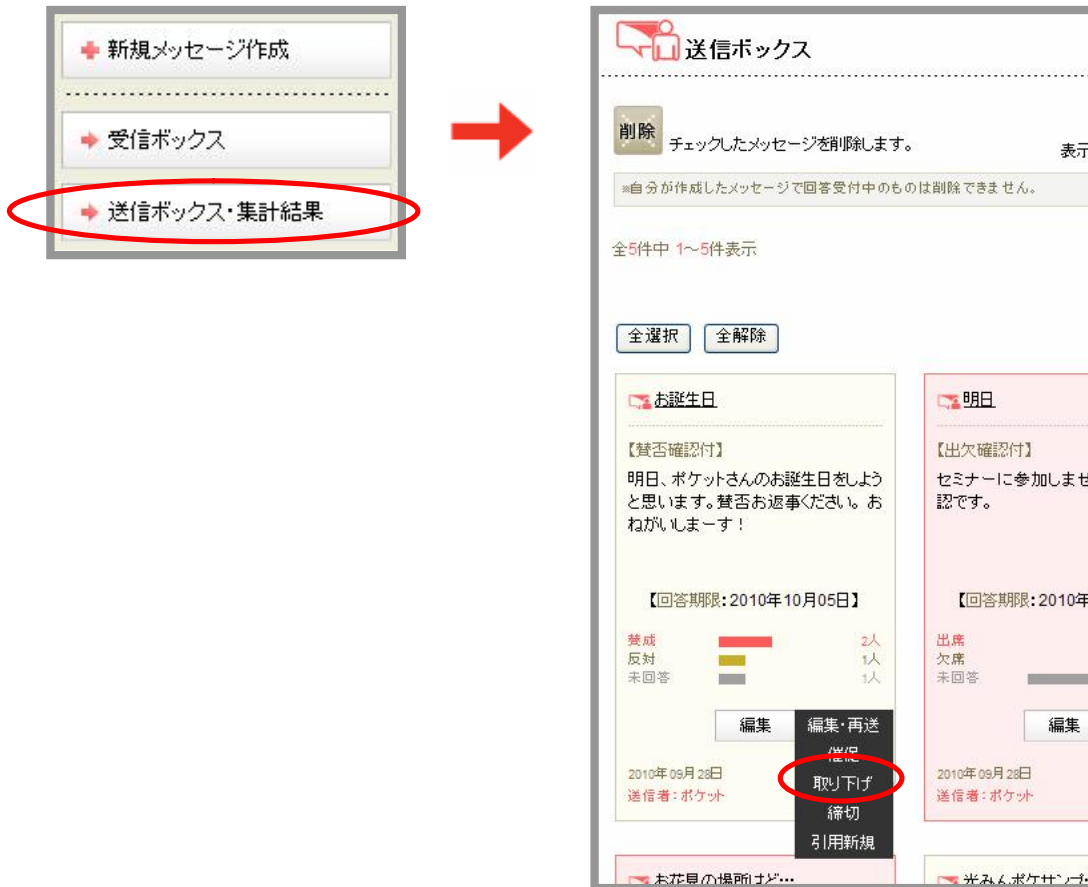 新規メッセージ作成
受信ボックス
送信ボックス・集計結果
送信ボックス
削除
チェックしたメッセージを削除します。
表示
※自分が作成したメッセージで回答受付中のものは削除できません。
全5件中 1～5件表示
全選択 全解除
お誕生日
【賛否確認付】
明日、ポケットさんのお誕生日をしよう
と思います。賛否お返事ください。お
ねがいしまーす！
【回答期限:2010年10月05日】
賛成 2人
反対 1人
未回答 1人
編集
編集・再送
催促
取り下げ
締切
引用新規
2010年09月28日
送信者：ポケット
明日
【出欠確認付】
セミナーに参加しませ
認です。
【回答期限:2010年
出席
欠席
未回答
編集
2010年09月28日
送信者：ポケット
お花見の場所はど…